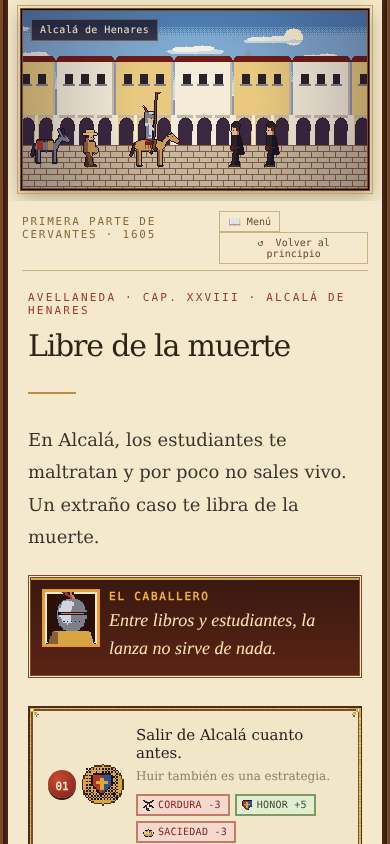 Alcalá de Henares
PRIMERA PARTE DE
CERVANTES · 1605
📖 Menú
↺ Volver al
principio
AVELLANEDA · CAP. XXVIII · ALCALÁ DE
HENARES
Libre de la muerte
En Alcalá, los estudiantes te
maltratan y por poco no sales vivo.
Un extraño caso te libra de la
muerte.
EL CABALLERO
Entre libros y estudiantes, la
lanza no sirve de nada.
Salir de Alcalá cuanto
antes.
01
Huir también es una estrategia.
CORDURA -3
HONOR +5
SACIEDAD -3